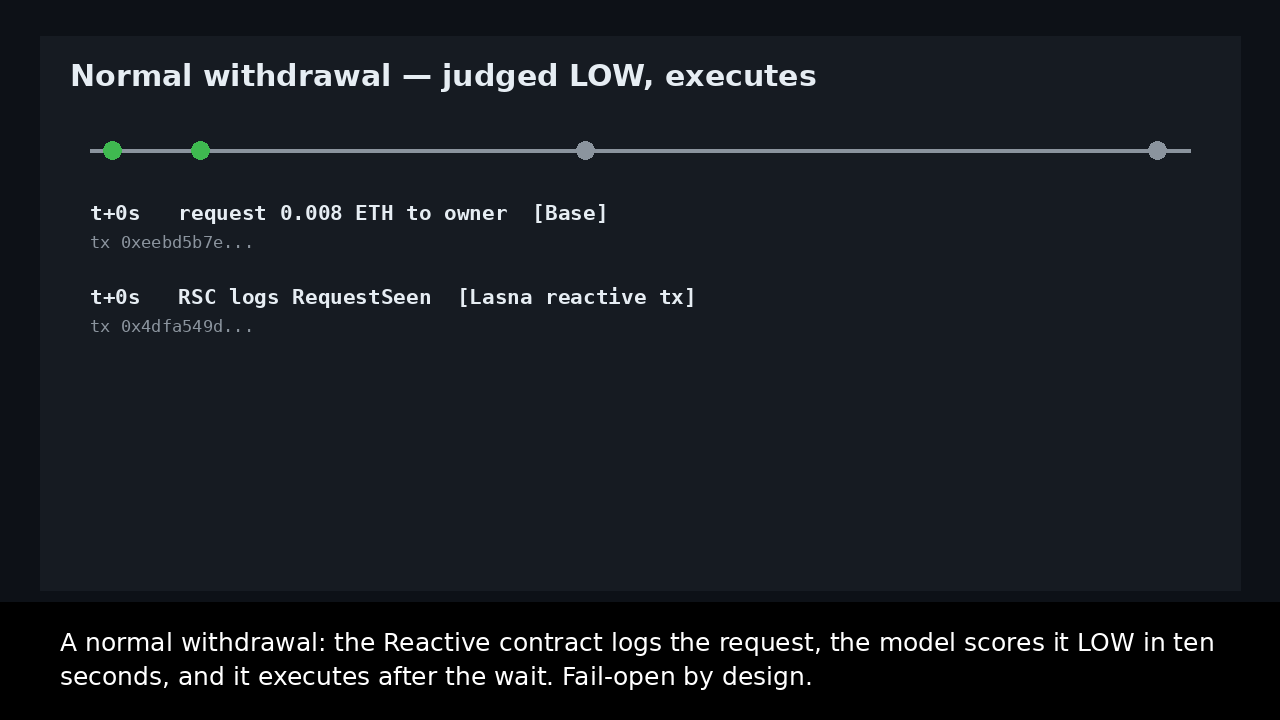 Normal withdrawal — judged LOW, executes
t+0s   request 0.008 ETH to owner  [Base]
tx 0xeebd5b7e...
t+0s   RSC logs RequestSeen  [Lasna reactive tx]
tx 0x4dfa549d...
A normal withdrawal: the Reactive contract logs the request, the model scores it LOW in ten
seconds, and it executes after the wait. Fail-open by design.